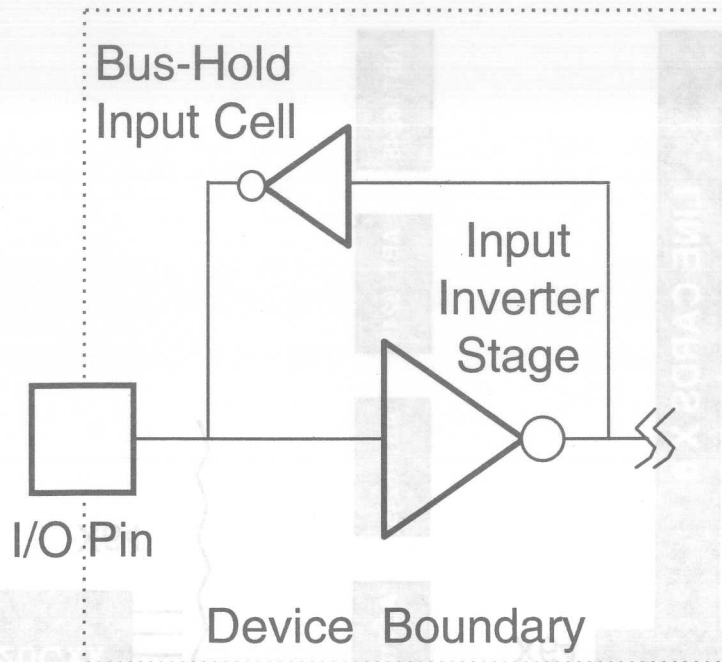 Bus-Hold
Input Cell
Input
Inverter
Stage
I/O Pin
Device Boundary